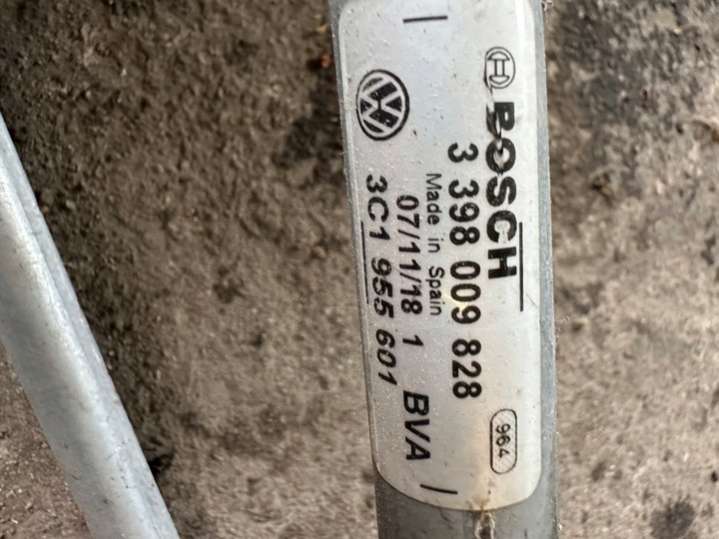 BOSCH
3 398 009 828
Made in Spain
07/11/18 1 BVA
3C1 955 601
964